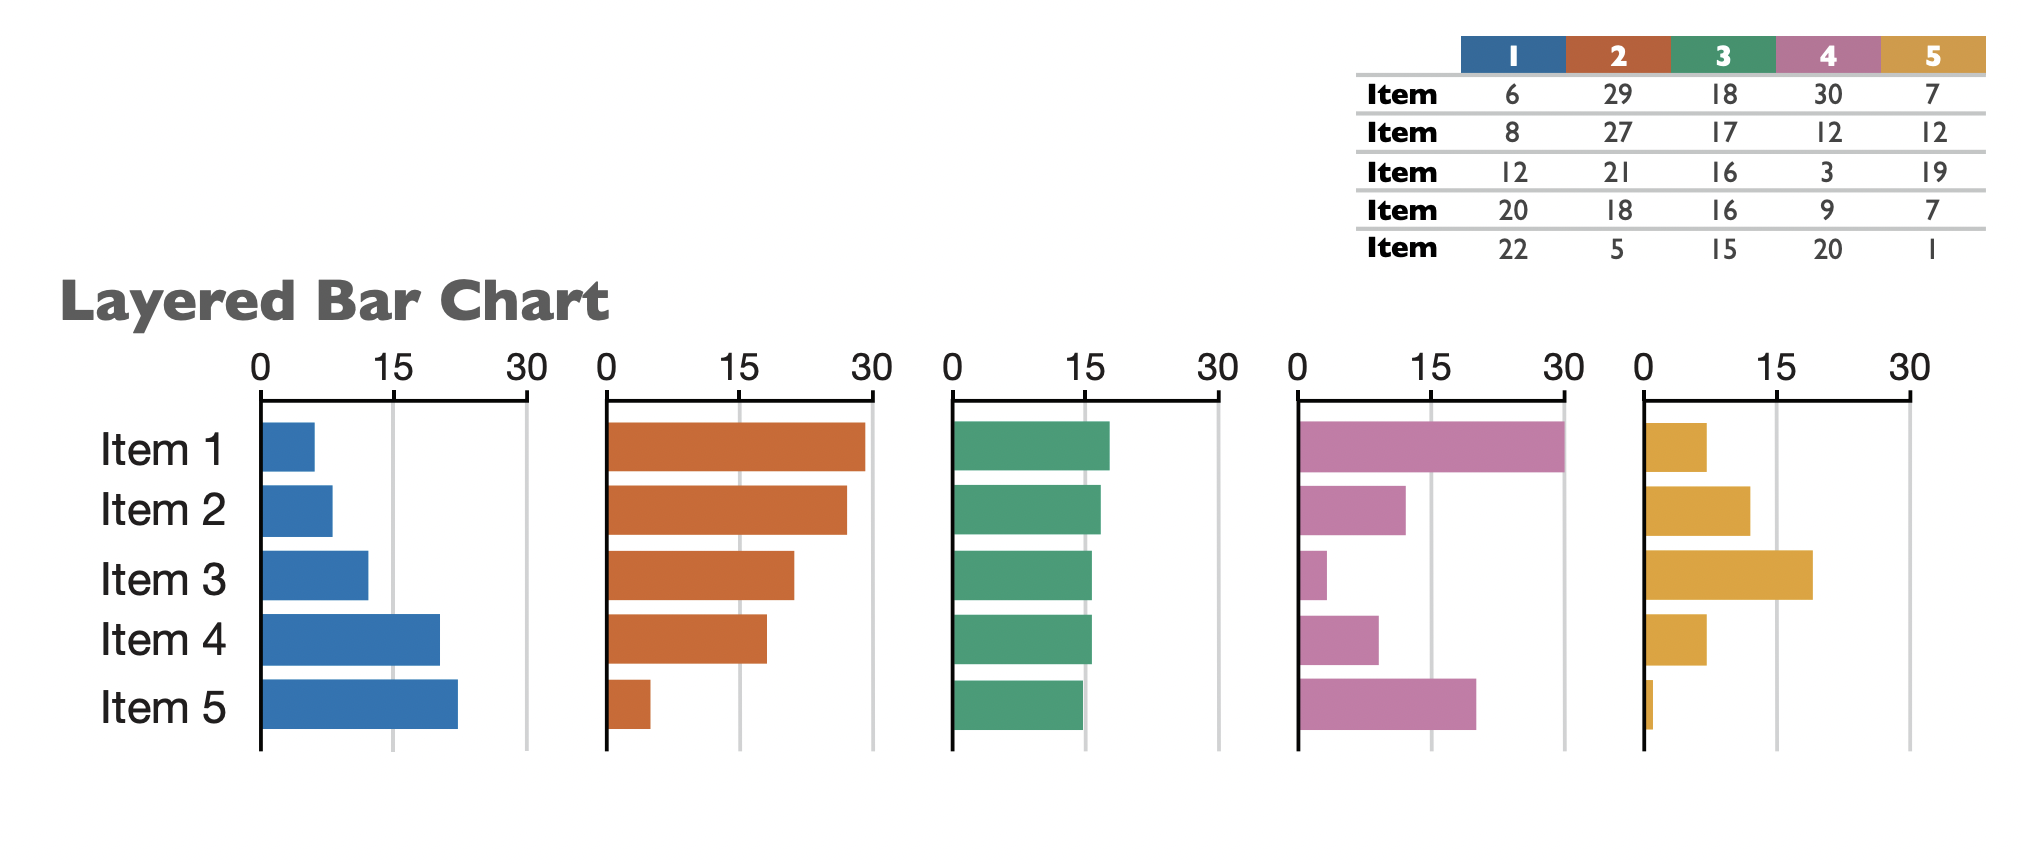 1 2 3 4 5
Item 6 29 18 30 7
Item 8 27 17 12 12
Item 12 21 16 3 19
Item 20 18 16 9 7
Item 22 5 15 20 1
Layered Bar Chart
0 15 30 0 15 30 0 15 30 0 15 30 0 15 30
Item 1
Item 2
Item 3
Item 4
Item 5